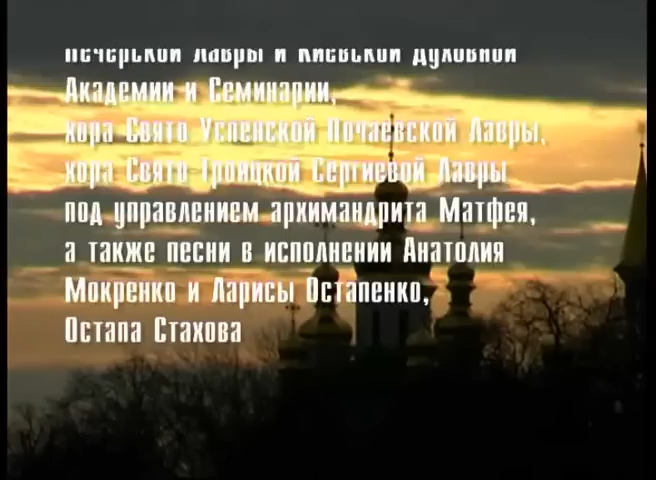 Печерской Лавры и Киевской Духовной
Академии и Семинарии,
хора Свято Успенской Почаевской Лавры,
хора Свято-Троицкой Сергиевой Лавры
под управлением архимандрита Матфея,
а также песни в исполнении Анатолия
Мокренко и Ларисы Остапенко,
Остапа Стахова